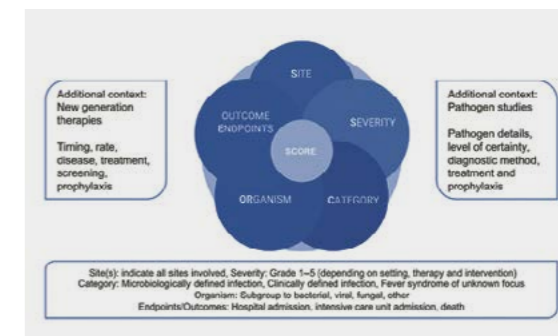 Additional context:
New generation
therapies
Timing, rate,
disease, treatment,
screening,
prophylaxis
SITE
OUTCOME
ENDPOINTS
SEVERITY
SCORE
ORGANISM
CATEGORY
Additional context:
Pathogen studies
Pathogen details,
level of certainty,
diagnostic method,
treatment and
prophylaxis
Site(s): indicate all sites involved, Severity: Grade 1–5 (depending on setting, therapy and intervention)
Category: Microbiologically defined infection, Clinically defined infection, Fever syndrome of unknown focus
Organism: Subgroup to bacterial, viral, fungal, other
Endpoints/Outcomes: Hospital admission, intensive care unit admission, death